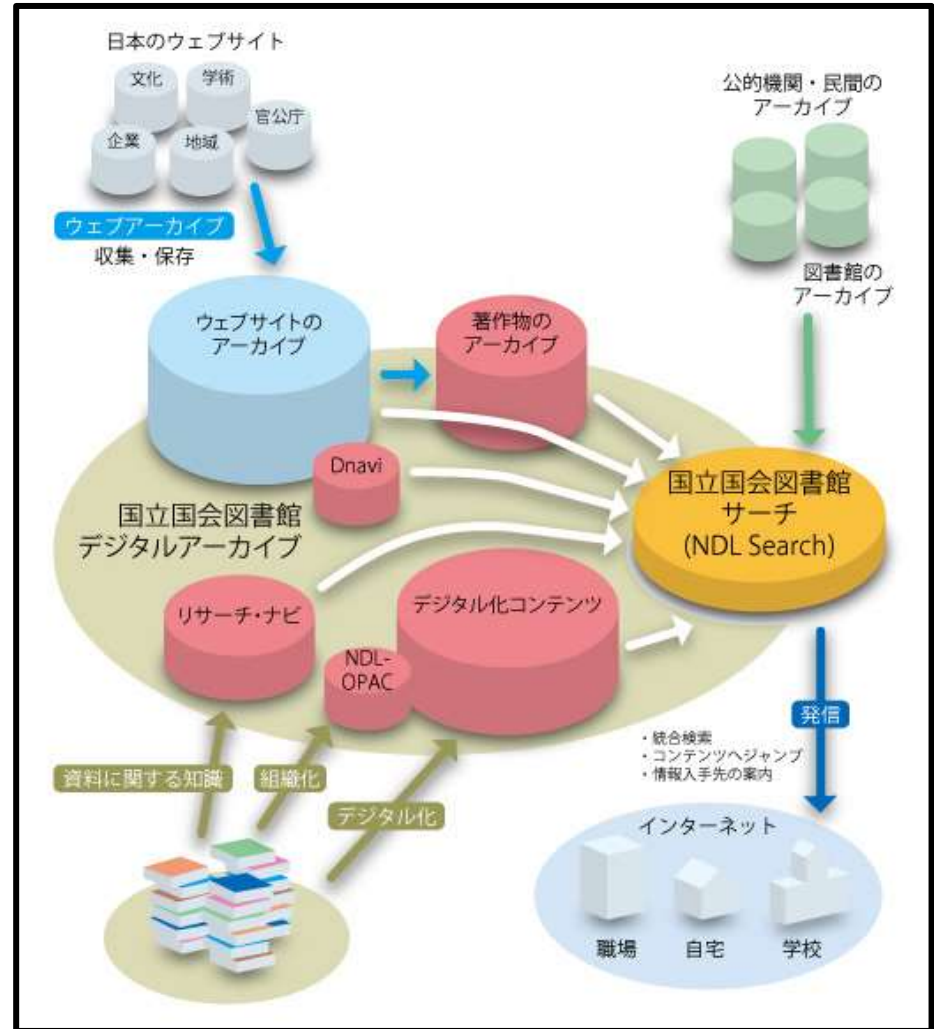 日本のウェブサイト
文化
学術
官公庁
企業
地域
ウェブアーカイブ
収集・保存
公的機関・民間の
アーカイブ
図書館の
アーカイブ
ウェブサイトの
アーカイブ
著作物の
アーカイブ
Dnavi
国立国会図書館
デジタルアーカイブ
国立国会図書館
サーチ
(NDL Search)
リサーチ・ナビ
デジタル化コンテンツ
NDL-
OPAC
資料に関する知識
組織化
デジタル化
発信
・統合検索
・コンテンツへジャンプ
・情報入手先の案内
インターネット
職場
自宅
学校